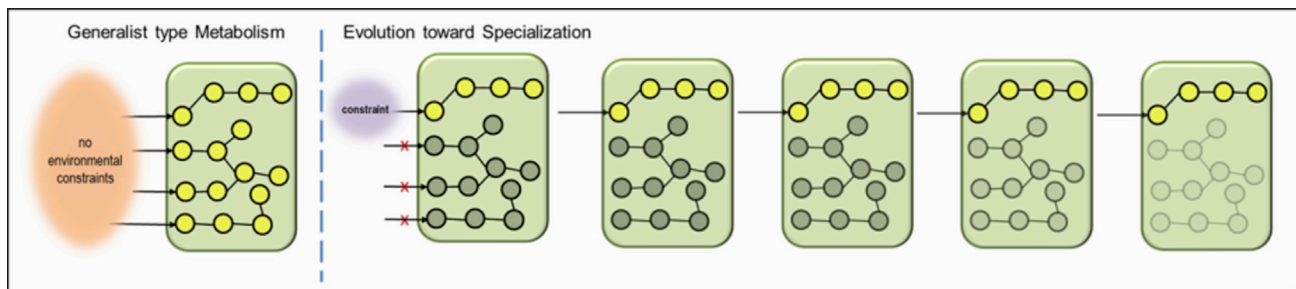 Generalist type Metabolism
Evolution toward Specialization
no
environmental
constraints
constraint
X
X
X